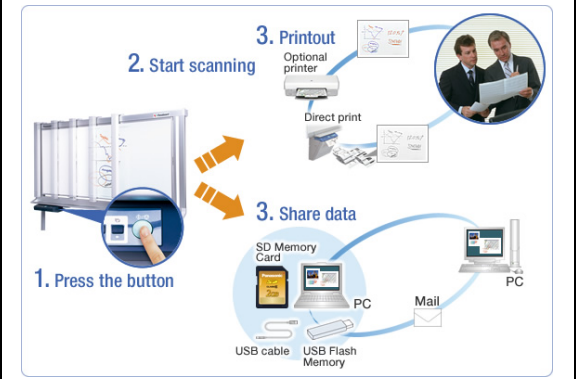 3. Printout
2. Start scanning
Optional
printer
Direct print
1. Press the button
3. Share data
SD Memory
Card
Panasonic
PC
USB cable
USB Flash
Memory
Mail
PC